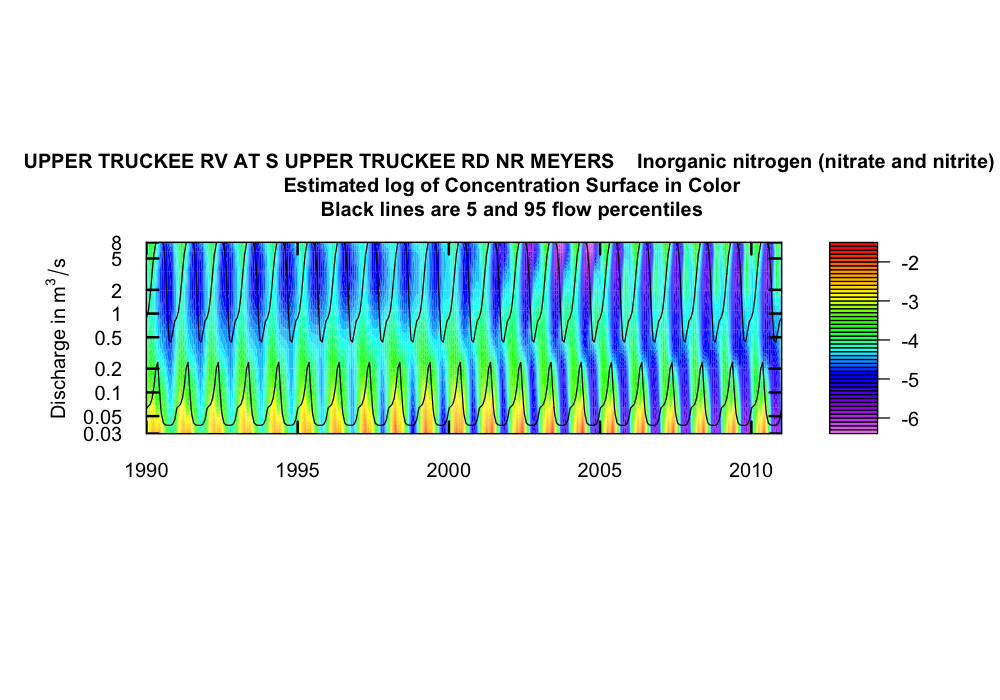 UPPER TRUCKEE RV AT S UPPER TRUCKEE RD NR MEYERS Inorganic nitrogen (nitrate and nitrite)
Estimated log of Concentration Surface in Color
Black lines are 5 and 95 flow percentiles
Discharge in m³/s
8
5
2
1
0.5
0.2
0.1
0.05
0.03
1990 1995 2000 2005 2010
-2
-3
-4
-5
-6